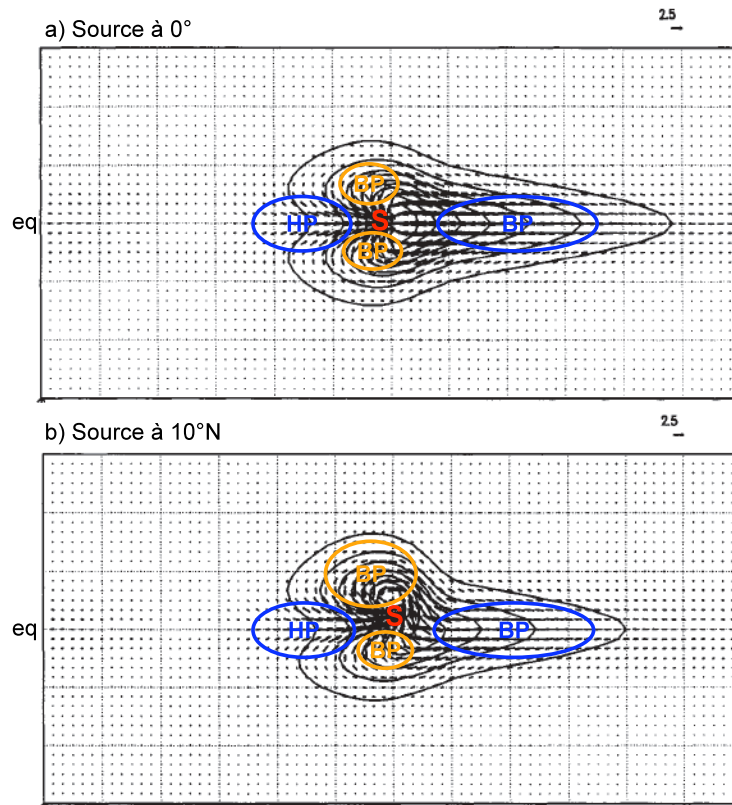 2.5
a) Source à 0°
BP
eq HP S BP
BP
2.5
b) Source à 10°N
BP
S
eq HP BP
BP